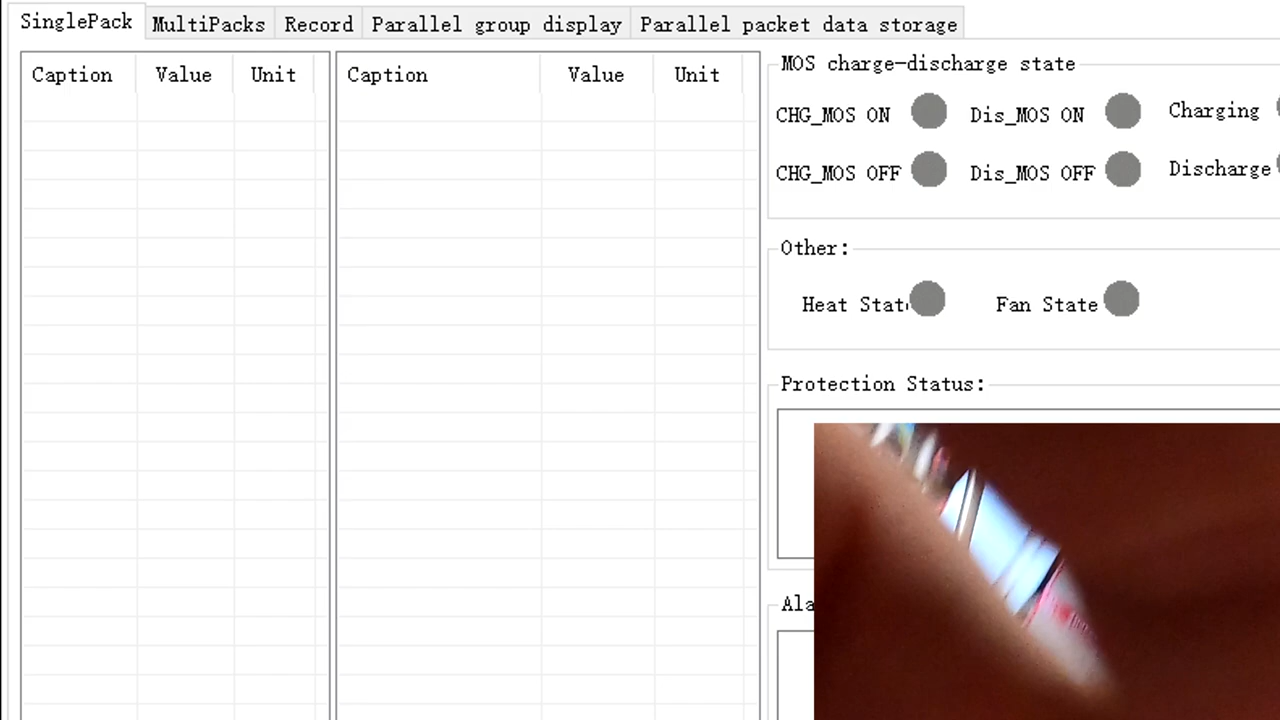 SinglePack MultiPacks Record Parallel group display Parallel packet data storage
Caption Value Unit Caption Value Unit
MOS charge-discharge state
CHG_MOS ON Dis_MOS ON Charging
CHG_MOS OFF Dis_MOS OFF Discharge
Other:
Heat Stat Fan State
Protection Status:
Ala